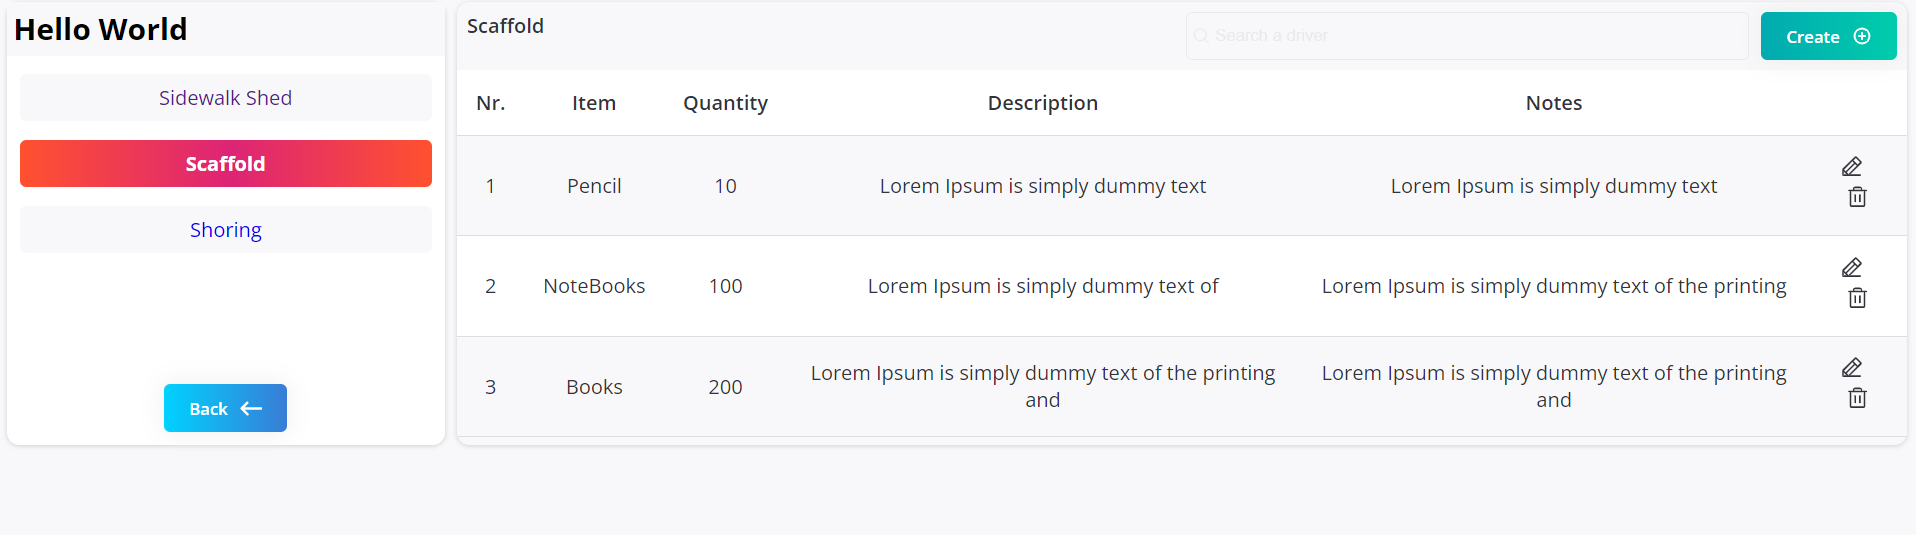 Hello World
Sidewalk Shed
Scaffold
Shoring
Back
Scaffold
Search a driver
Create
Nr. Item Quantity Description Notes
1 Pencil 10 Lorem Ipsum is simply dummy text Lorem Ipsum is simply dummy text
2 NoteBooks 100 Lorem Ipsum is simply dummy text of Lorem Ipsum is simply dummy text of the printing
3 Books 200 Lorem Ipsum is simply dummy text of the printing Lorem Ipsum is simply dummy text of the printing
and and